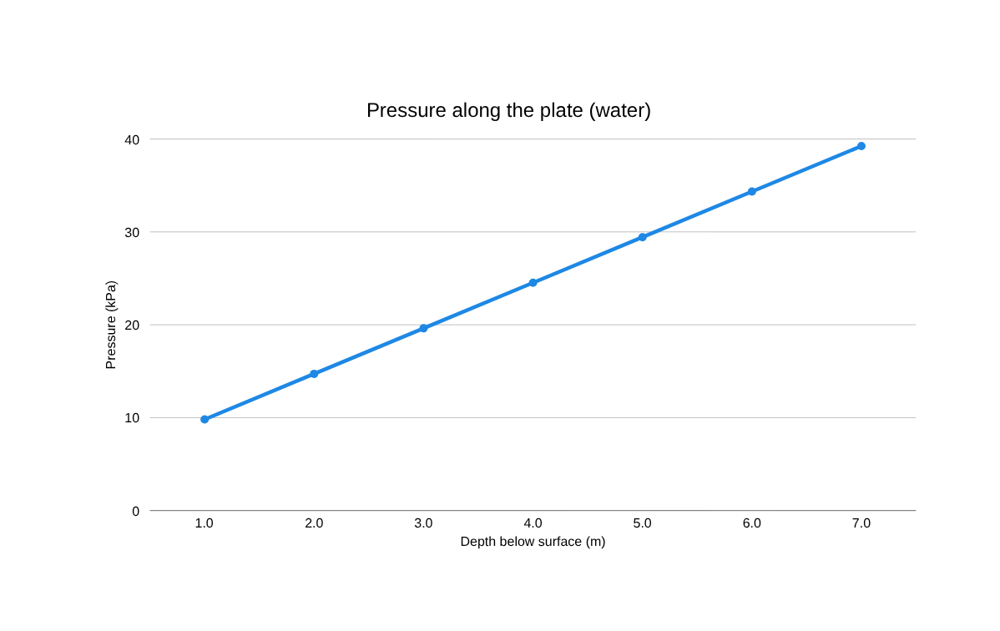 Pressure along the plate (water)
40
30
20
10
0
Pressure (kPa)
1.0 2.0 3.0 4.0 5.0 6.0 7.0
Depth below surface (m)